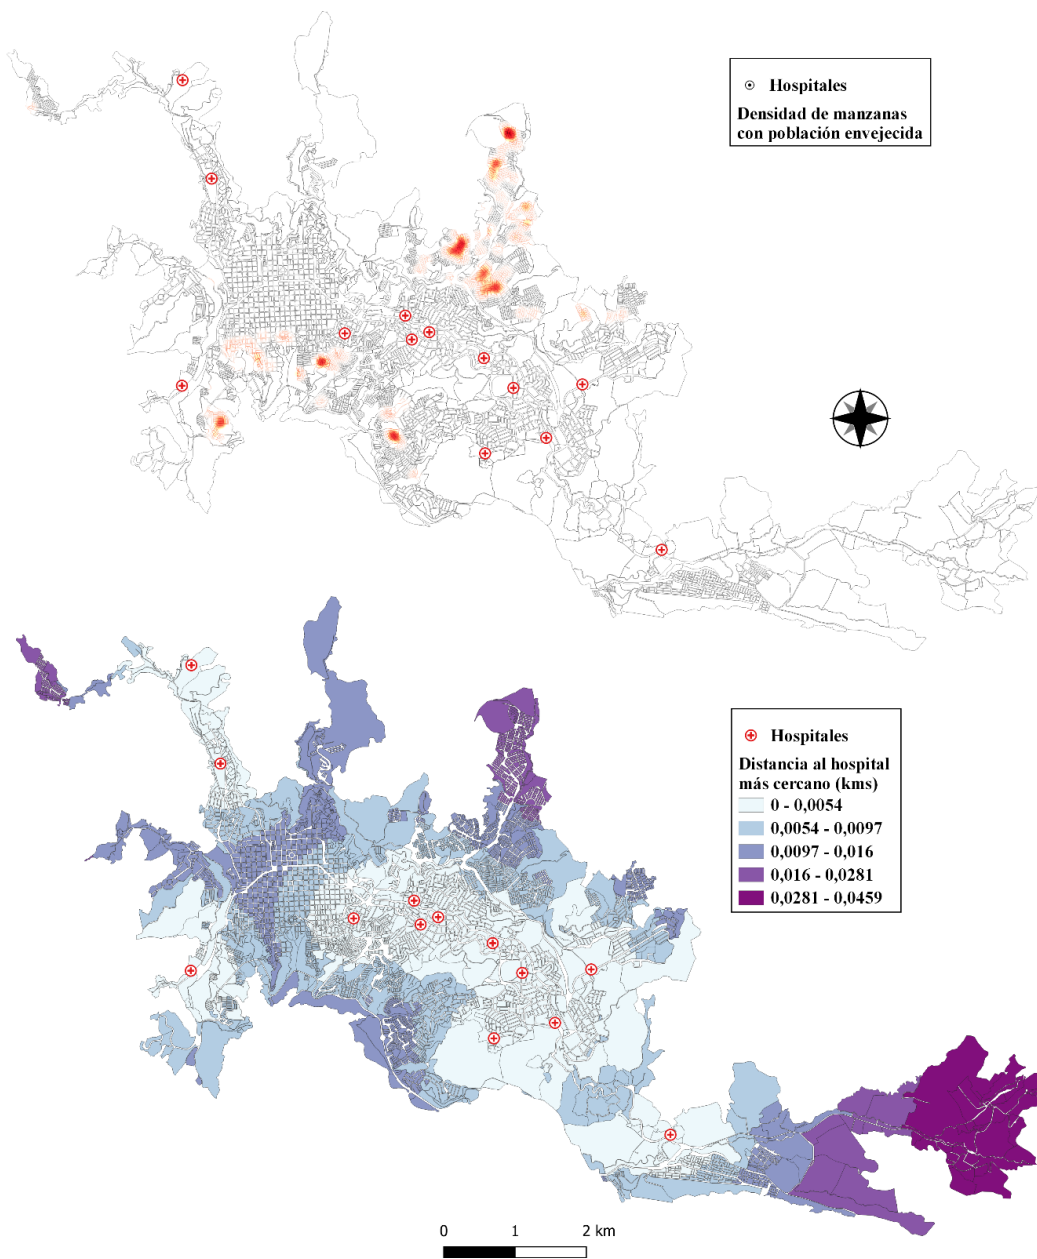 Hospitales
Densidad de manzanas
con población envejecida
Hospitales
Distancia al hospital
más cercano (kms)
0 - 0,0054
0,0054 - 0,0097
0,0097 - 0,016
0,016 - 0,0281
0,0281 - 0,0459
0 1 2 km